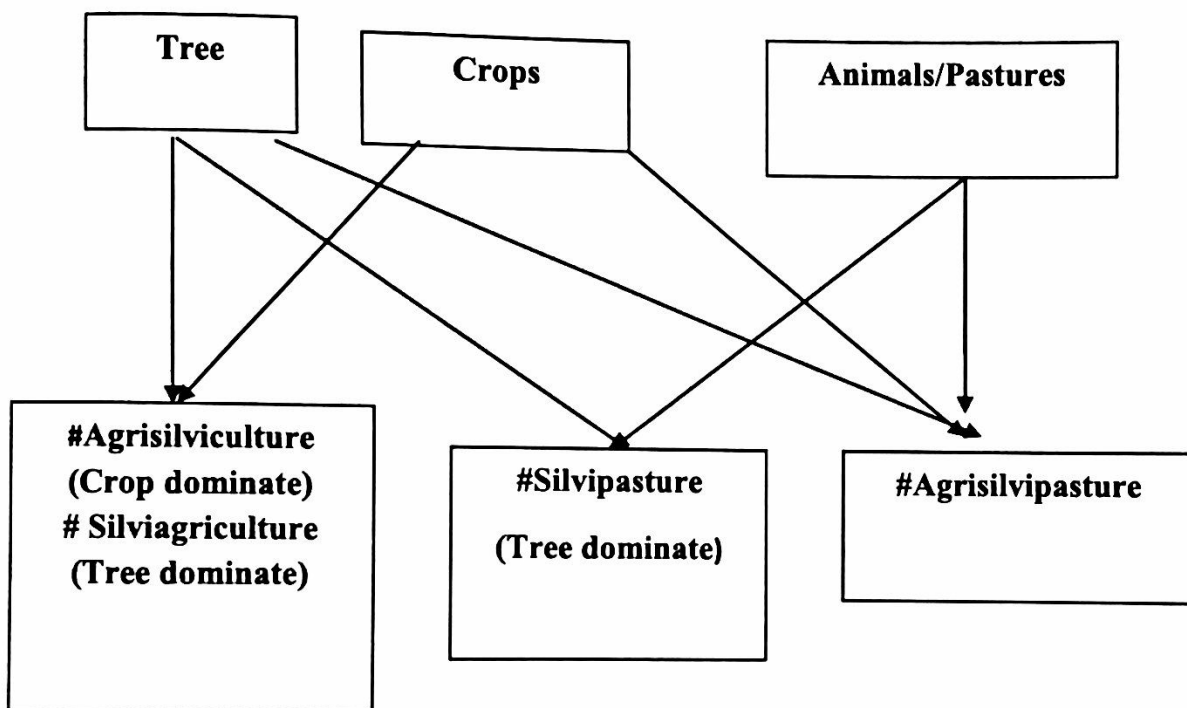 Tree
Crops
Animals/Pastures
#Agrisilviculture
(Crop dominate)
# Silviagriculture
(Tree dominate)
#Silvipasture
(Tree dominate)
#Agrisilvipasture